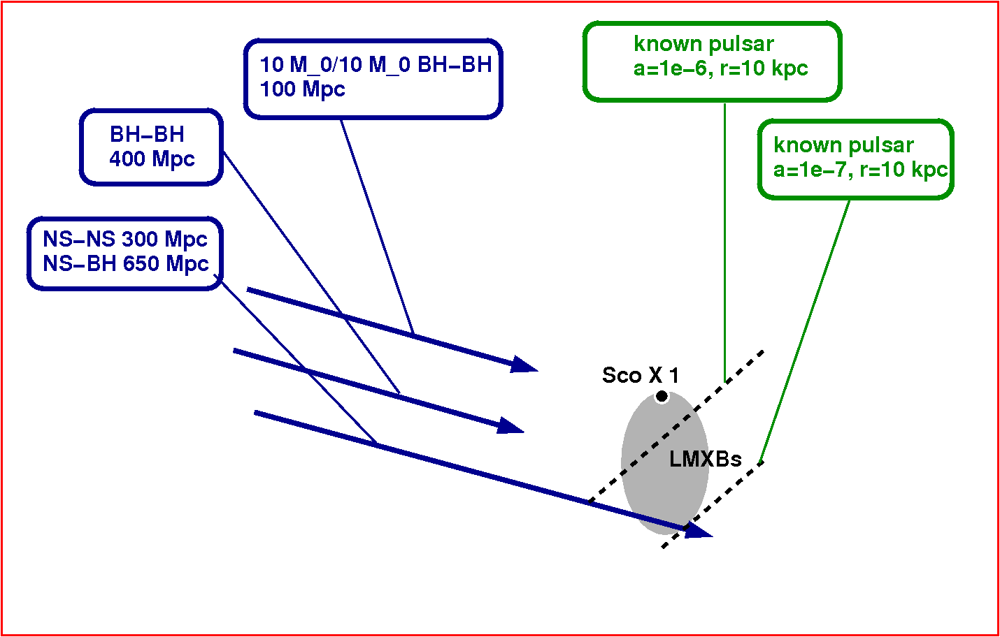 known pulsar
a=1e−6, r=10 kpc
10 M_0/10 M_0 BH−BH
100 Mpc
BH−BH
400 Mpc
known pulsar
a=1e−7, r=10 kpc
NS−NS 300 Mpc
NS−BH 650 Mpc
Sco X 1
LMXBs